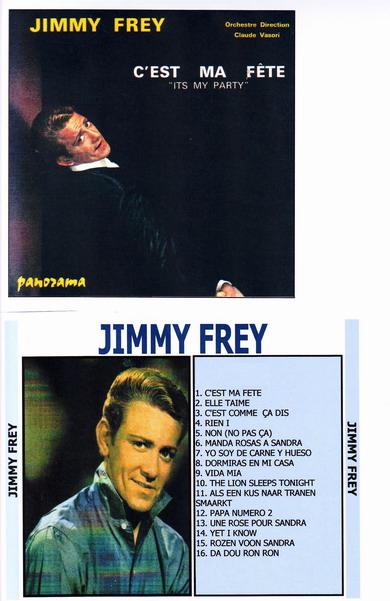 JIMMY FREY
Orchestre Direction
Claude Vasori
C'EST MA FÊTE
"ITS MY PARTY"
panorama
JIMMY FREY
JIMMY FREY
1. C'EST MA FETE
2. ELLE TAIME
3. C'EST COMME ÇA DIS
4. RIEN I
5. NON (NO PAS ÇA)
6. MANDA ROSAS A SANDRA
7. YO SOY DE CARNE Y HUESO
8. DORMIRAS EN MI CASA
9. VIDA MIA
10. THE LION SLEEPS TONIGHT
11. ALS EEN KUS NAAR TRANEN
SMAARKT
12. PAPA NUMERO 2
13. UNE ROSE POUR SANDRA
14. YET I KNOW
15. ROZEN VOON SANDRA
16. DA DOU RON RON
JIMMY FREY